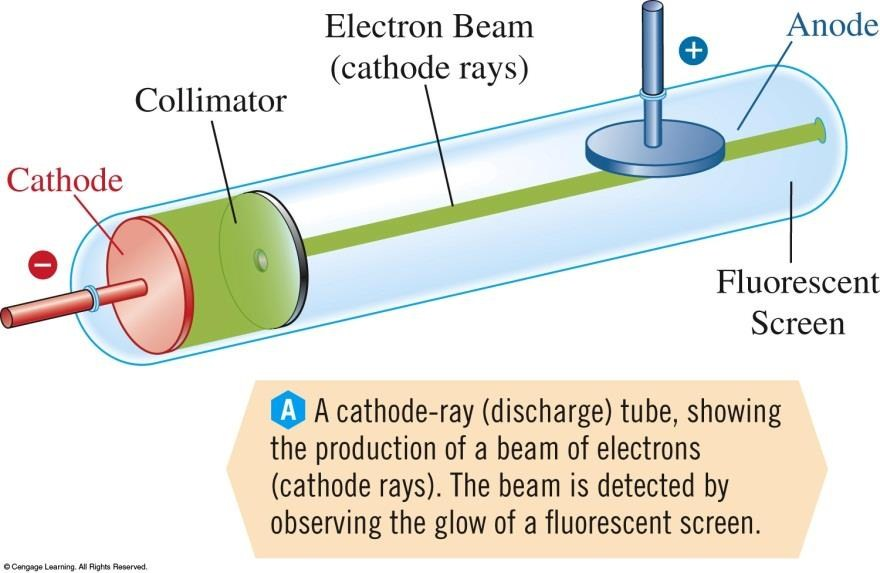 Electron Beam
(cathode rays)
Anode
+
Collimator
Cathode
−
Fluorescent
Screen
A A cathode-ray (discharge) tube, showing
the production of a beam of electrons
(cathode rays). The beam is detected by
observing the glow of a fluorescent screen.
© Cengage Learning. All Rights Reserved.